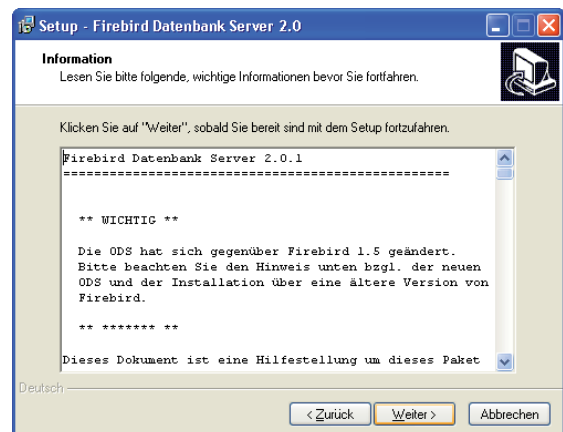 Setup - Firebird Datenbank Server 2.0
Information
Lesen Sie bitte folgende, wichtige Informationen bevor Sie fortfahren.
Klicken Sie auf "Weiter", sobald Sie bereit sind mit dem Setup fortzufahren.
Firebird Datenbank Server 2.0.1
==================================================
** WICHTIG **
Die ODS hat sich gegenüber Firebird 1.5 geändert.
Bitte beachten Sie den Hinweis unten bzgl. der neuen
ODS und der Installation über eine ältere Version von
Firebird.
** ******* **
Dieses Dokument ist eine Hilfestellung um dieses Paket
Deutsch
< Zurück
Weiter >
Abbrechen